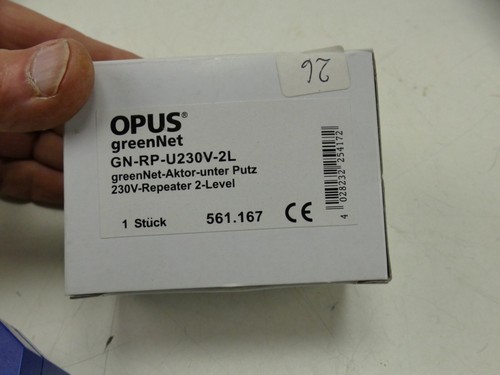 26
OPUS®
greenNet
GN-RP-U230V-2L
greenNet-Aktor-unter Putz
230V-Repeater 2-Level
1 Stück 561.167 CE
4 028232 254172